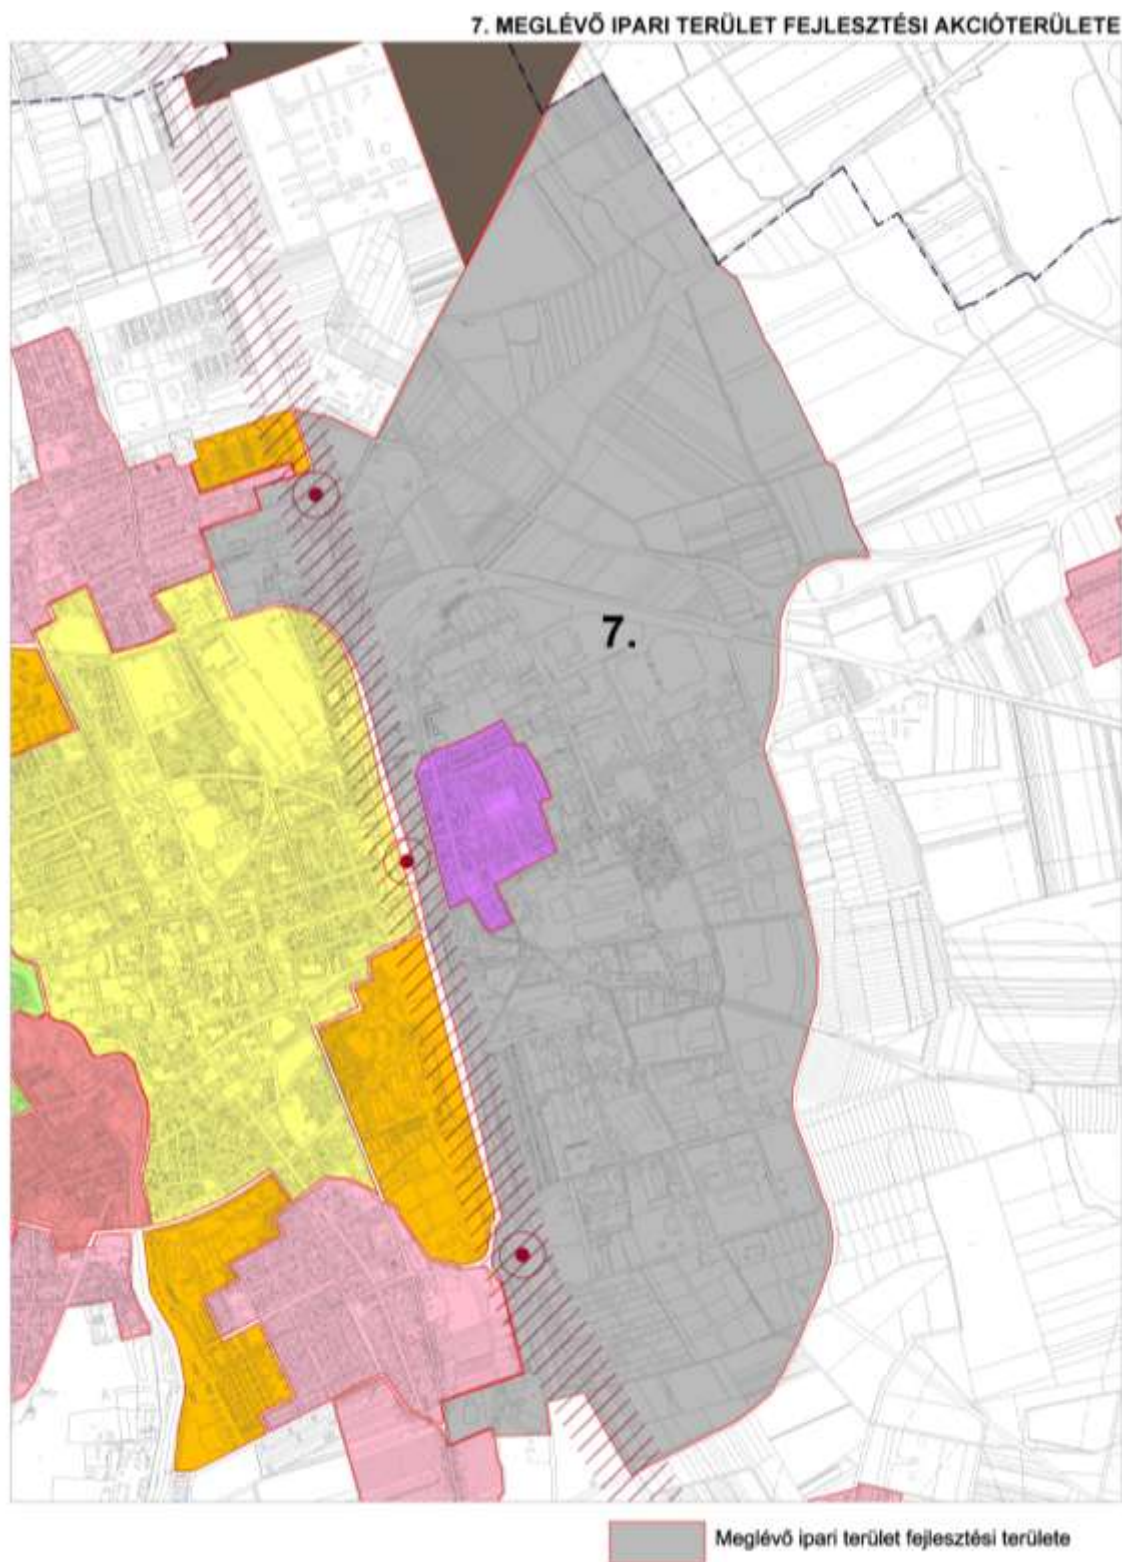 7. MEGLÉVŐ IPARI TERÜLET FEJLESZTÉSI AKCIÓTERÜLETE
7.
Meglévő ipari terület fejlesztési területe